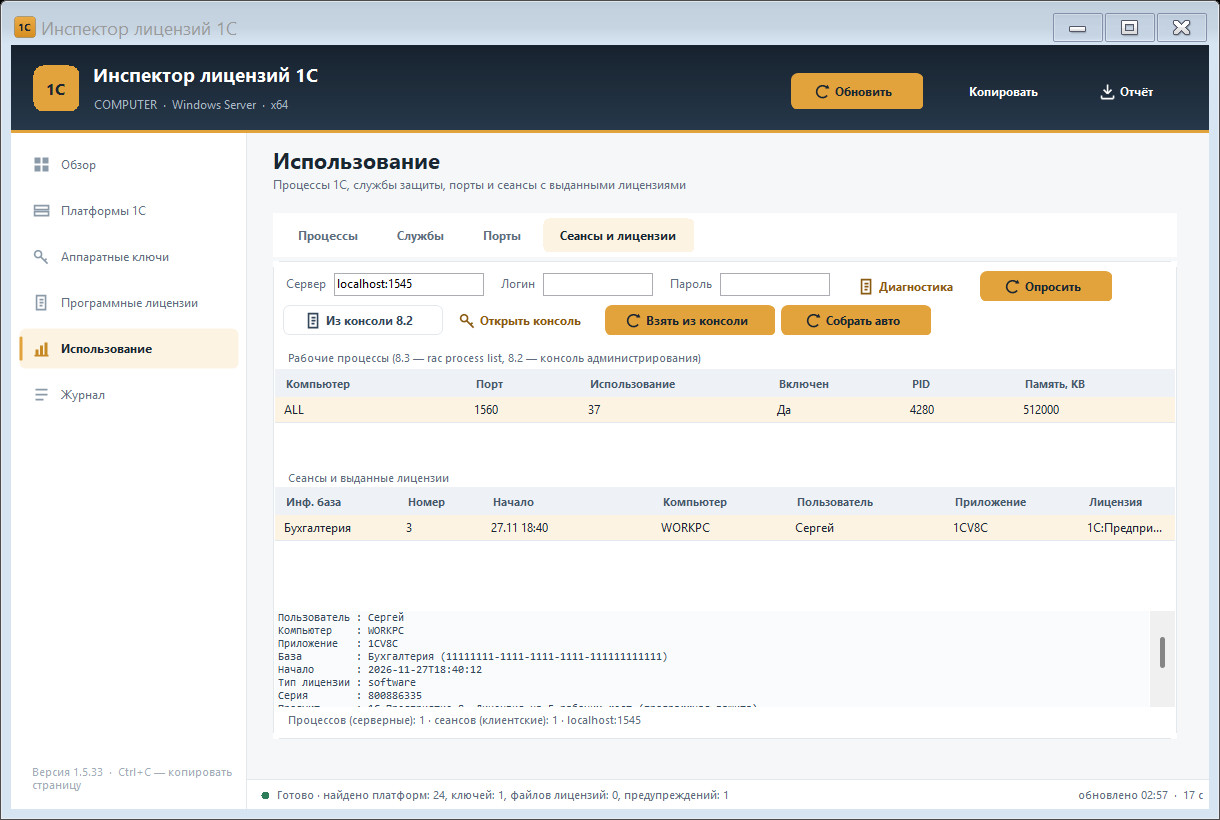 1С Инспектор лицензий 1С
1С
Инспектор лицензий 1С
COMPUTER · Windows Server · x64
Обновить
Копировать
Отчёт
Обзор
Платформы 1С
Аппаратные ключи
Программные лицензии
Использование
Журнал
Версия 1.5.33 · Ctrl+C — копировать
страницу
Использование
Процессы 1С, службы защиты, порты и сеансы с выданными лицензиями
Процессы Службы Порты Сеансы и лицензии
Сервер localhost:1545 Логин Пароль Диагностика Опросить
Из консоли 8.2 Открыть консоль Взять из консоли Собрать авто
Рабочие процессы (8.3 — rac process list, 8.2 — консоль администрирования)
Компьютер Порт Использование Включен PID Память, КВ
ALL 1560 37 Да 4280 512000
Сеансы и выданные лицензии
Инф. база Номер Начало Компьютер Пользователь Приложение Лицензия
Бухгалтерия 3 27.11 18:40 WORKPC Сергей 1CV8C 1С:Предпри...
Пользователь : Сергей
Компьютер : WORKPC
Приложение : 1CV8C
База : Бухгалтерия (11111111-1111-1111-1111-111111111111)
Начало : 2026-11-27T18:40:12
Тип лицензии : software
Серия : 800886335
Процессов (серверные): 1 · сеансов (клиентские): 1 · localhost:1545
Готово · найдено платформ: 24, ключей: 1, файлов лицензий: 0, предупреждений: 1
обновлено 02:57 · 17 с